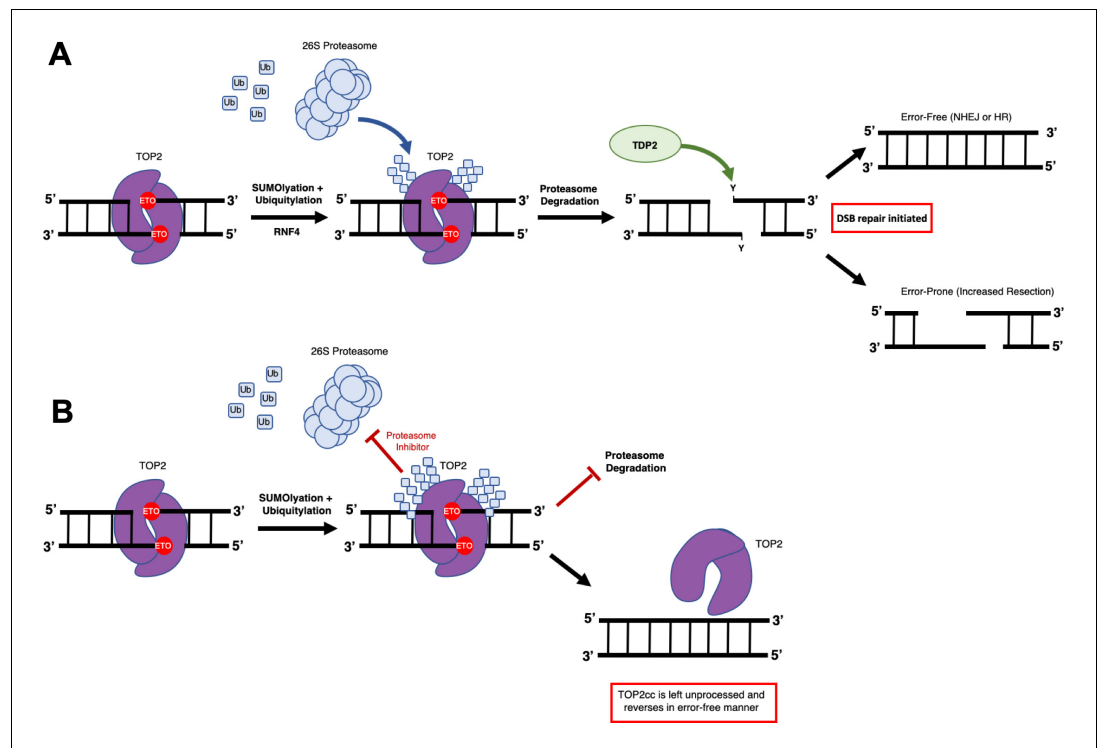 A
26S Proteasome
Ub
Ub
Ub
Ub
Ub
TOP2
5’
3’
3’
5’
ETO
ETO
SUMOlyation +
Ubiquitylation
RNF4
TOP2
ETO
ETO
5’
3’
3’
5’
Proteasome
Degradation
TDP2
Y
Y
5’
3’
3’
5’
DSB repair initiated
Error-Free (NHEJ or HR)
5’
3’
3’
5’
Error-Prone (Increased Resection)
5’
3’
3’
5’
B
26S Proteasome
Ub
Ub
Ub
Ub
Ub
Proteasome
Inhibitor
TOP2
5’
3’
3’
5’
ETO
ETO
SUMOlyation +
Ubiquitylation
TOP2
ETO
ETO
5’
3’
3’
5’
Proteasome
Degradation
TOP2
5’
3’
3’
5’
TOP2cc is left unprocessed and
reverses in error-free manner